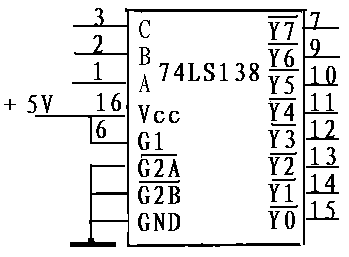 3 C Y7 7
2 B Y6 9
1 A 74LS138 Y5 10
+ 5V 16 Vcc Y4 11
6 G1 Y3 12
G2A Y2 13
G2B Y1 14
GND Y0 15